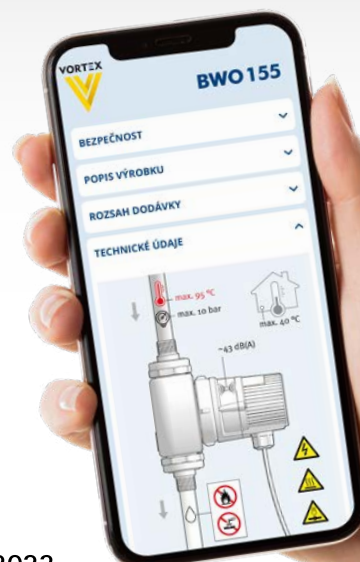 VORTEX
BWO 155
BEZPEČNOST
POPIS VÝROBKU
ROZSAH DODÁVKY
TECHNICKÉ ÚDAJE
max. 95 °C
max. 10 bar
max. 40 °C
~43 dB(A)